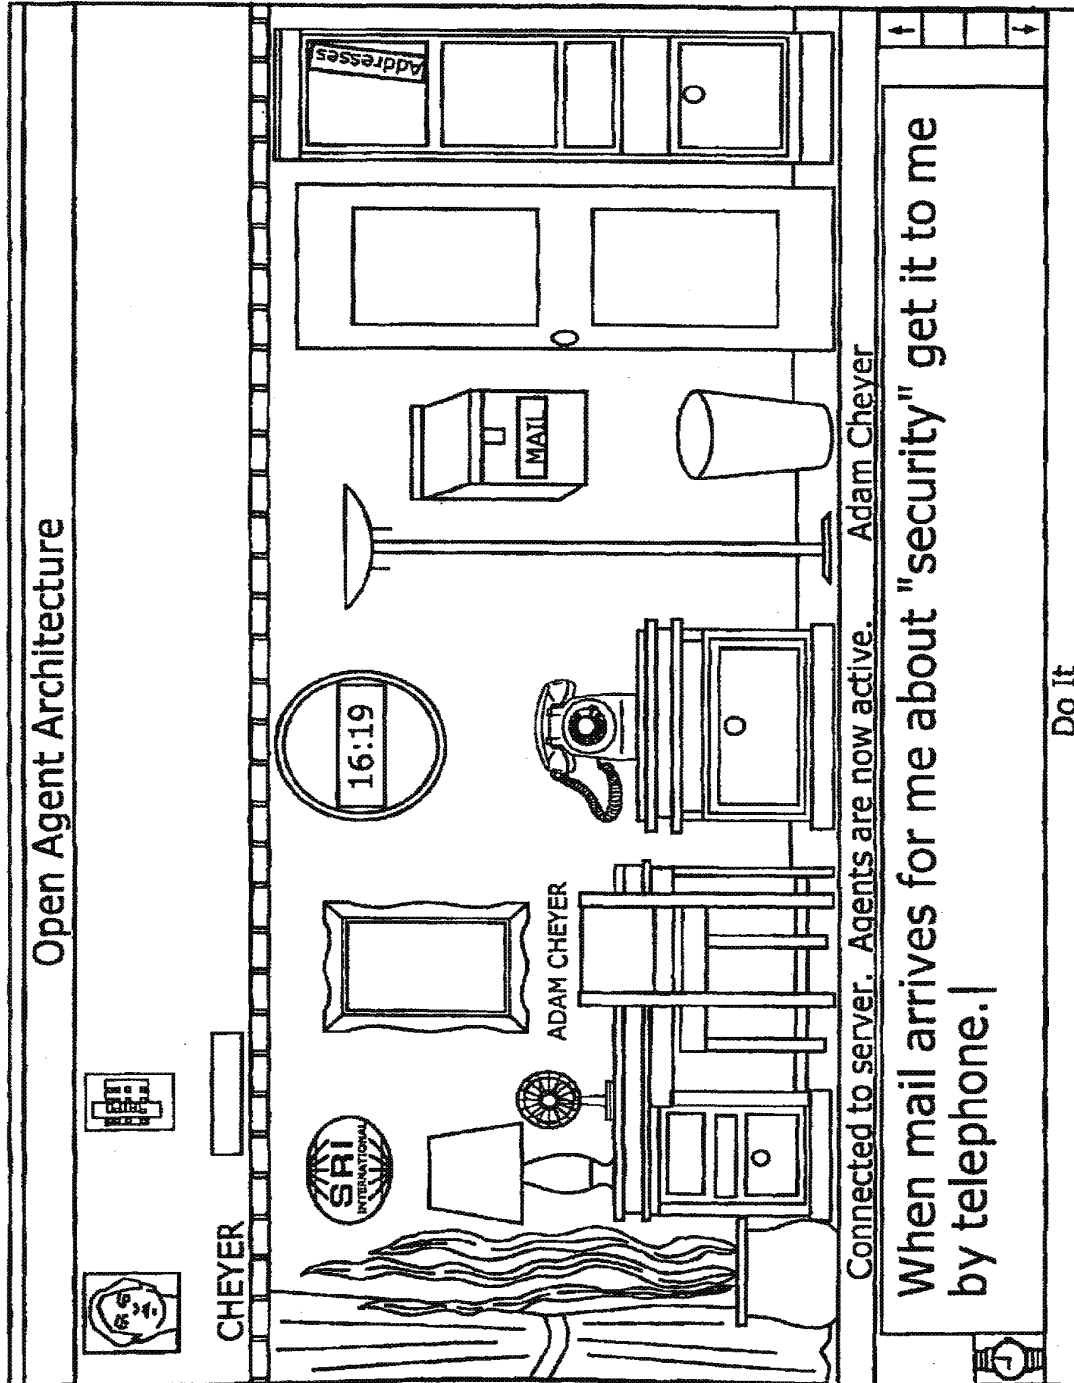 Open Agent Architecture
CHEYER
Addresses
16:19
MAIL
SRI
INTERNATIONAL
ADAM CHEYER
Connected to server. Agents are now active. Adam Cheyer
When mail arrives for me about "security" get it to me
by telephone.
Do It